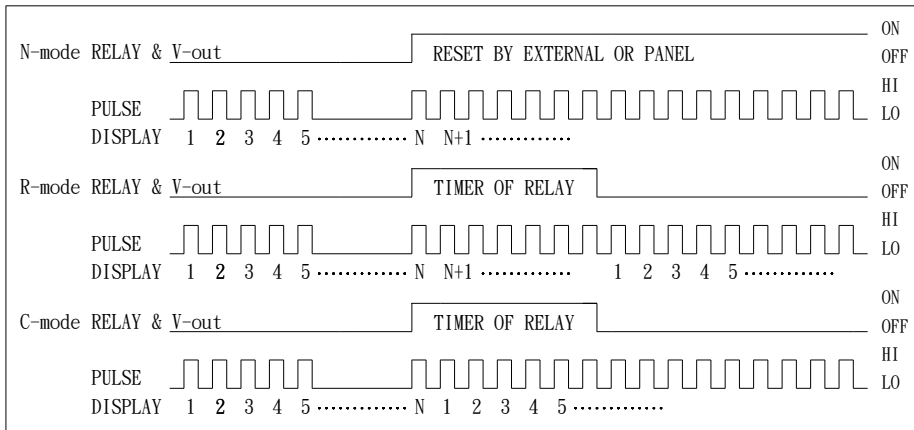 ON
N-mode RELAY & V-out RESET BY EXTERNAL OR PANEL OFF
HI
PULSE LO
DISPLAY 1 2 3 4 5 ············ N N+1 ············
ON
R-mode RELAY & V-out TIMER OF RELAY OFF
HI
PULSE LO
DISPLAY 1 2 3 4 5 ············ N N+1 ············ 1 2 3 4 5 ············
ON
C-mode RELAY & V-out TIMER OF RELAY OFF
HI
PULSE LO
DISPLAY 1 2 3 4 5 ············ N 1 2 3 4 5 ············